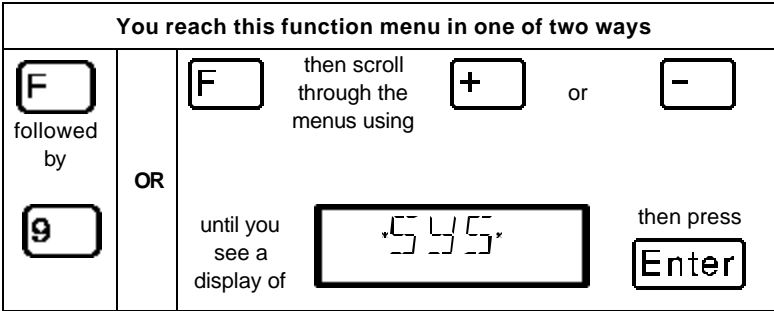 You reach this function menu in one of two ways
F
followed
by
9
OR
F
then scroll
through the
menus using
+
or
-
until you
see a
display of
SYS
then press
Enter